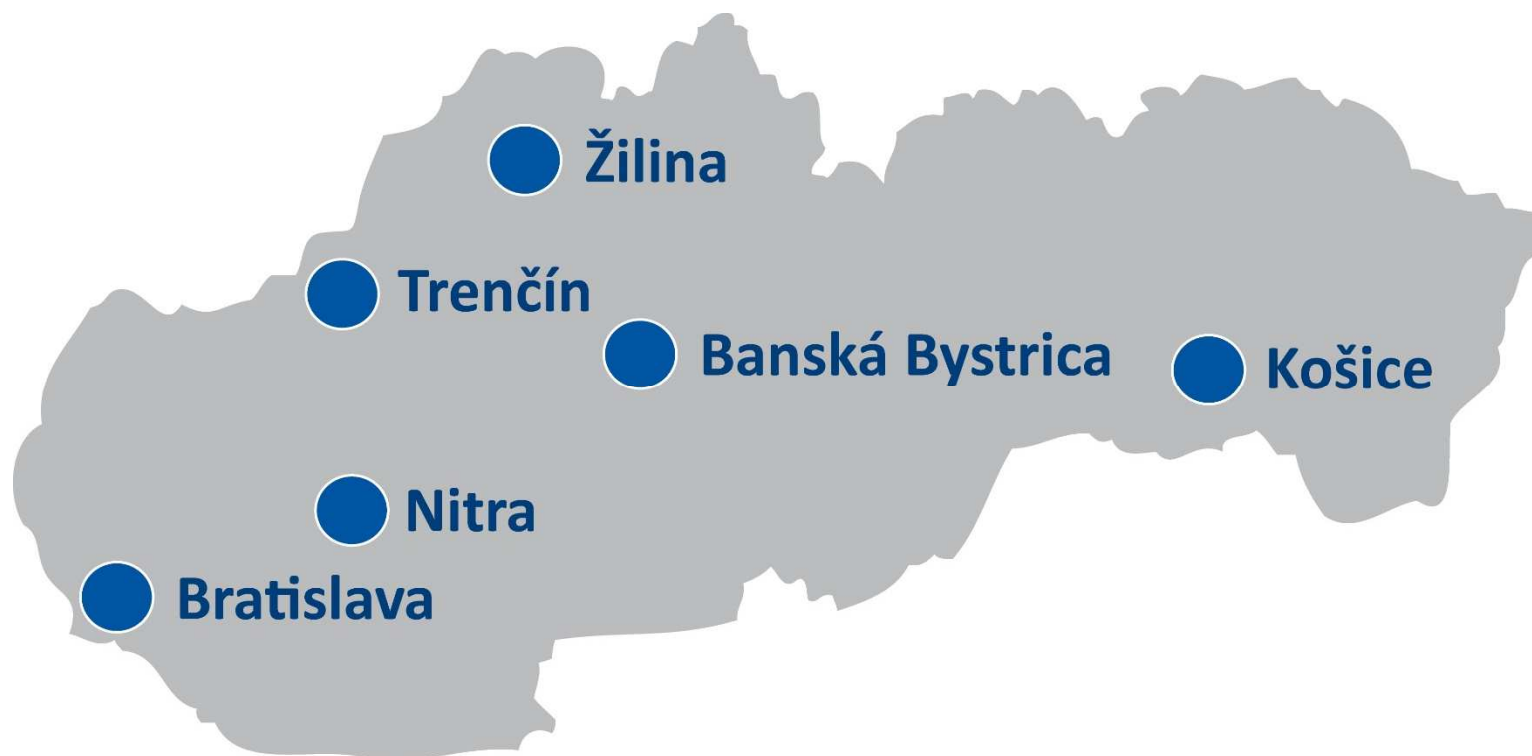 Žilina
Trenčín
Banská Bystrica
Košice
Nitra
Bratislava